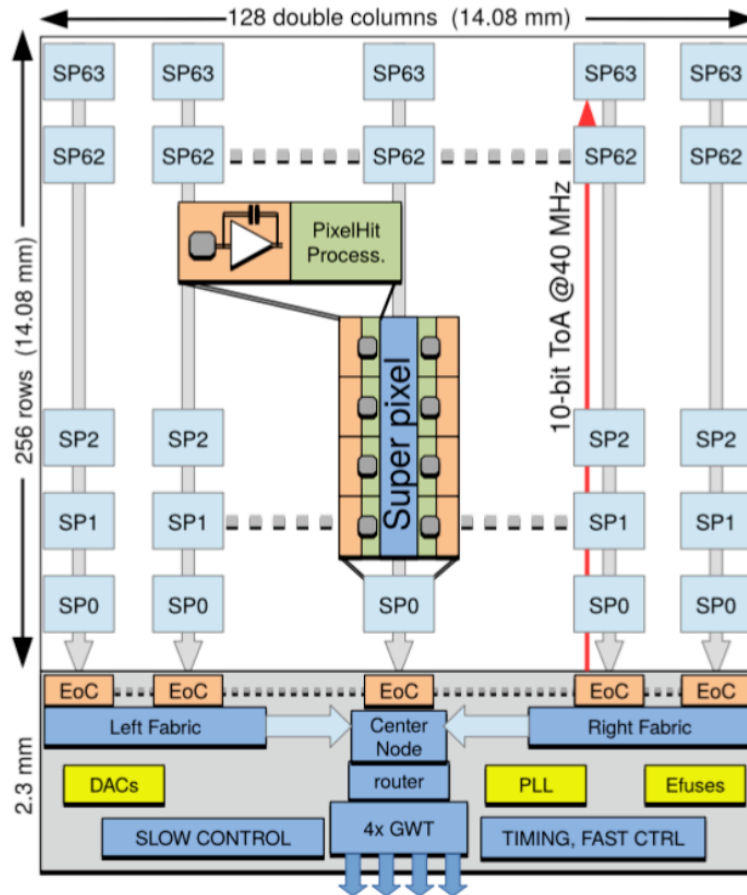 128 double columns (14.08 mm)
SP63 SP63 SP63 SP63 SP63
SP62 SP62 SP62 SP62 SP62
PixelHit
Process.
256 rows (14.08 mm)
10-bit ToA @40 MHz
Super pixel
SP2 SP2 SP2 SP2
SP1 SP1 SP1 SP1
SP0 SP0 SP0 SP0 SP0
EoC EoC EoC EoC EoC
Left Fabric
Center
Node
Right Fabric
2.3 mm
DACs
router
PLL
Efuses
SLOW CONTROL
4x GWT
TIMING, FAST CTRL